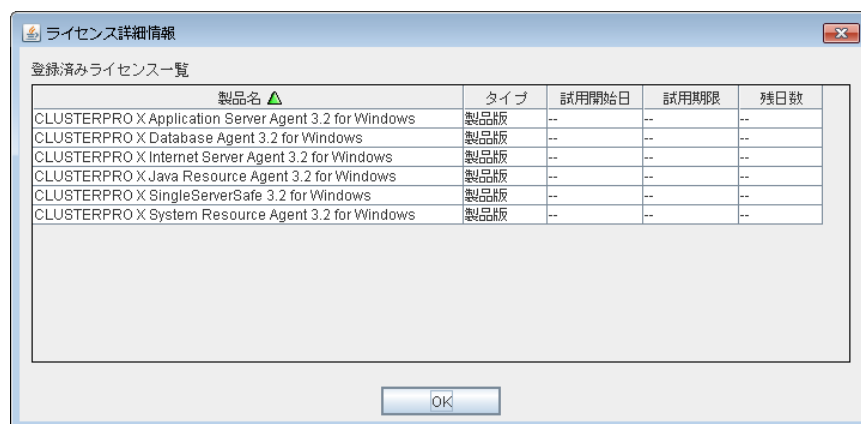 ライセンス詳細情報
登録済みライセンス一覧
製品名 タイプ 試用開始日 試用期限 残日数
CLUSTERPRO X Application Server Agent 3.2 for Windows 製品版 -- -- --
CLUSTERPRO X Database Agent 3.2 for Windows 製品版 -- -- --
CLUSTERPRO X Internet Server Agent 3.2 for Windows 製品版 -- -- --
CLUSTERPRO X Java Resource Agent 3.2 for Windows 製品版 -- -- --
CLUSTERPRO X SingleServerSafe 3.2 for Windows 製品版 -- -- --
CLUSTERPRO X System Resource Agent 3.2 for Windows 製品版 -- -- --
OK